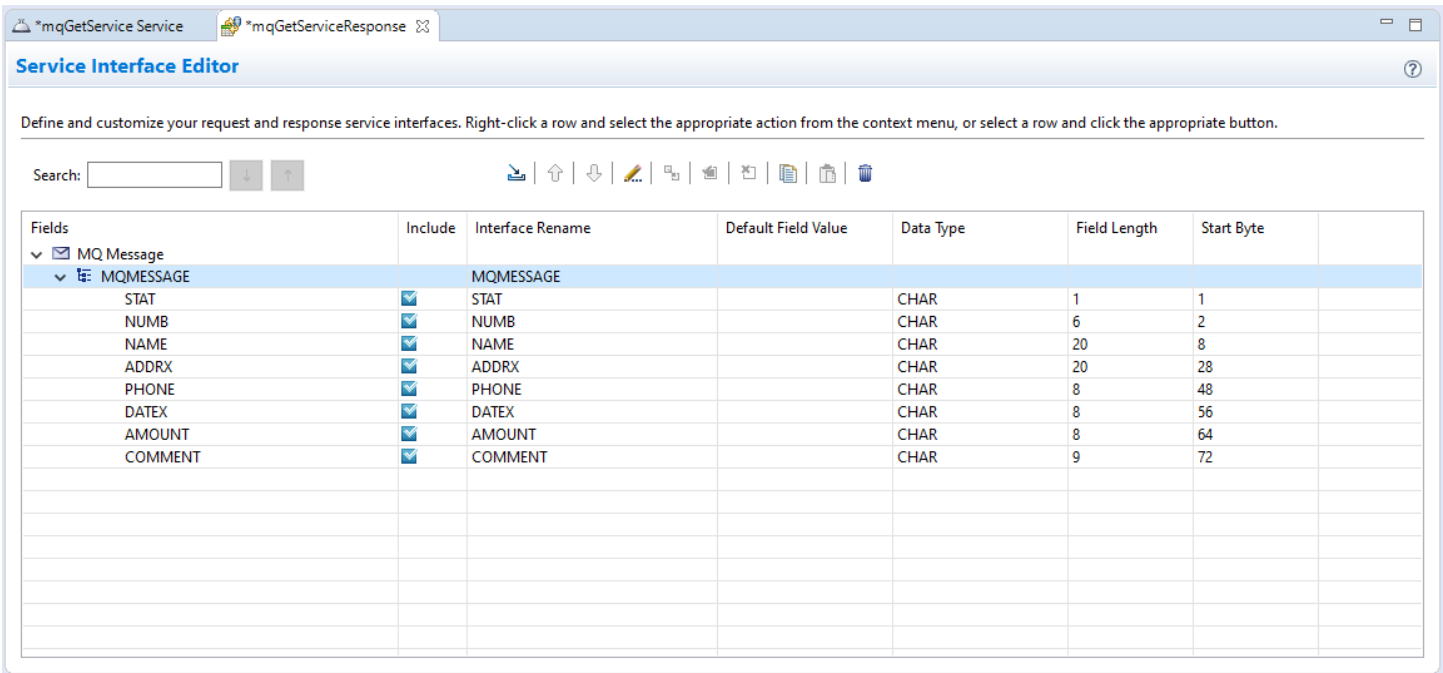 *mqGetService Service *mqGetServiceResponse
Service Interface Editor
Define and customize your request and response service interfaces. Right-click a row and select the appropriate action from the context menu, or select a row and click the appropriate button.
Search:
Fields Include Interface Rename Default Field Value Data Type Field Length Start Byte
MQ Message
MQMESSAGE MQMESSAGE
STAT STAT CHAR 1 1
NUMB NUMB CHAR 6 2
NAME NAME CHAR 20 8
ADDRX ADDRX CHAR 20 28
PHONE PHONE CHAR 8 48
DATEX DATEX CHAR 8 56
AMOUNT AMOUNT CHAR 8 64
COMMENT COMMENT CHAR 9 72